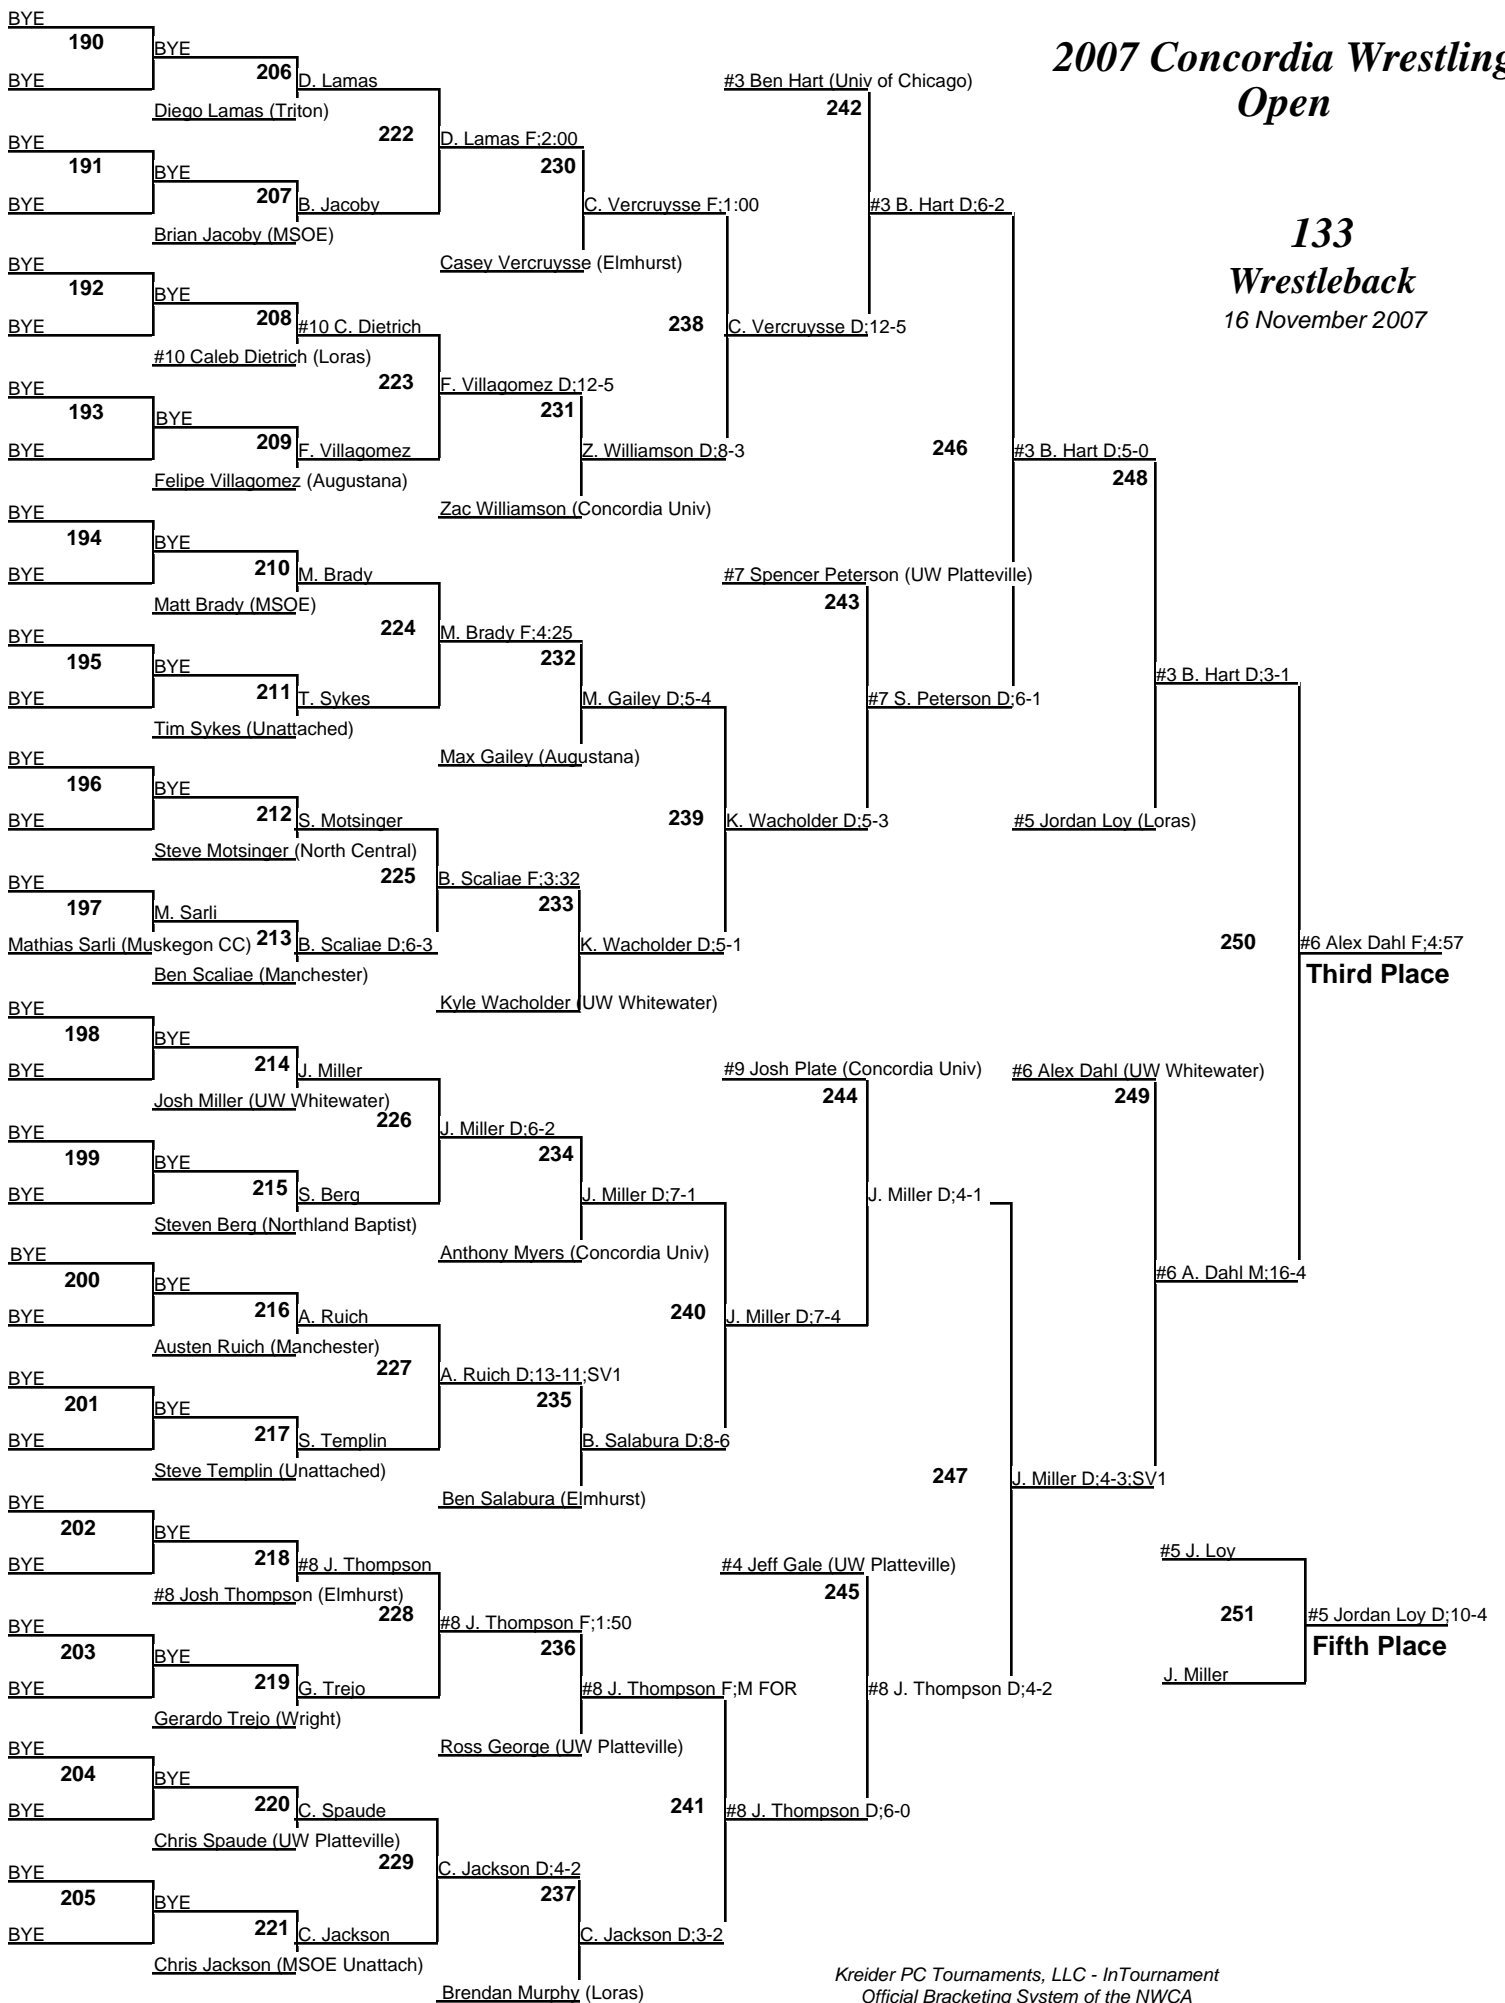 2007 Concordia Wrestling
Open
133
Wrestleback
16 November 2007
BYE
190
BYE
BYE
206
D. Lamas
Diego Lamas (Triton)
222
BYE
191
BYE
BYE
207
B. Jacoby
Brian Jacoby (MSOE)
D. Lamas F;2:00
230
C. Vercruysse F;1:00
Casey Vercruysse (Elmhurst)
BYE
192
BYE
BYE
208
#10 C. Dietrich
#10 Caleb Dietrich (Loras)
223
BYE
193
BYE
BYE
209
F. Villagomez
Felipe Villagomez (Augustana)
F. Villagomez D;12-5
231
Z. Williamson D;8-3
Zac Williamson (Concordia Univ)
238
C. Vercruysse D;12-5
#3 Ben Hart (Univ of Chicago)
242
#3 B. Hart D;6-2
BYE
194
BYE
BYE
210
M. Brady
Matt Brady (MSOE)
224
BYE
195
BYE
BYE
211
T. Sykes
Tim Sykes (Unattached)
M. Brady F;4:25
232
M. Gailey D;5-4
Max Gailey (Augustana)
BYE
196
BYE
BYE
212
S. Motsinger
Steve Motsinger (North Central)
225
BYE
197
Mathias Sarli (Muskegon CC)
M. Sarli
213
B. Scaliae D;6-3
Ben Scaliae (Manchester)
B. Scaliae F;3:32
233
K. Wacholder D;5-1
Kyle Wacholder (UW Whitewater)
239
K. Wacholder D;5-3
#7 Spencer Peterson (UW Platteville)
243
#7 S. Peterson D;6-1
246
#3 B. Hart D;5-0
248
#3 B. Hart D;3-1
#5 Jordan Loy (Loras)
250
#6 Alex Dahl F;4:57
Third Place
BYE
198
BYE
BYE
214
J. Miller
Josh Miller (UW Whitewater)
226
BYE
199
BYE
BYE
215
S. Berg
Steven Berg (Northland Baptist)
J. Miller D;6-2
234
J. Miller D;7-1
Anthony Myers (Concordia Univ)
BYE
200
BYE
BYE
216
A. Ruich
Austen Ruich (Manchester)
227
BYE
201
BYE
BYE
217
S. Templin
Steve Templin (Unattached)
A. Ruich D;13-11;SV1
235
B. Salabura D;8-6
Ben Salabura (Elmhurst)
240
J. Miller D;7-4
#9 Josh Plate (Concordia Univ)
244
J. Miller D;4-1
#6 Alex Dahl (UW Whitewater)
249
#6 A. Dahl M;16-4
247
J. Miller D;4-3;SV1
BYE
202
BYE
BYE
218
#8 J. Thompson
#8 Josh Thompson (Elmhurst)
228
BYE
203
BYE
BYE
219
G. Trejo
Gerardo Trejo (Wright)
#8 J. Thompson F;1:50
236
#8 J. Thompson F;M FOR
Ross George (UW Platteville)
BYE
204
BYE
BYE
220
C. Spaude
Chris Spaude (UW Platteville)
229
BYE
205
BYE
BYE
221
C. Jackson
Chris Jackson (MSOE Unattach)
C. Jackson D;4-2
237
C. Jackson D;3-2
Brendan Murphy (Loras)
241
#8 J. Thompson D;6-0
#4 Jeff Gale (UW Platteville)
245
#8 J. Thompson D;4-2
#5 J. Loy
251
J. Miller
#5 Jordan Loy D;10-4
Fifth Place
Kreider PC Tournaments, LLC - InTournament
Official Bracketing System of the NWCA